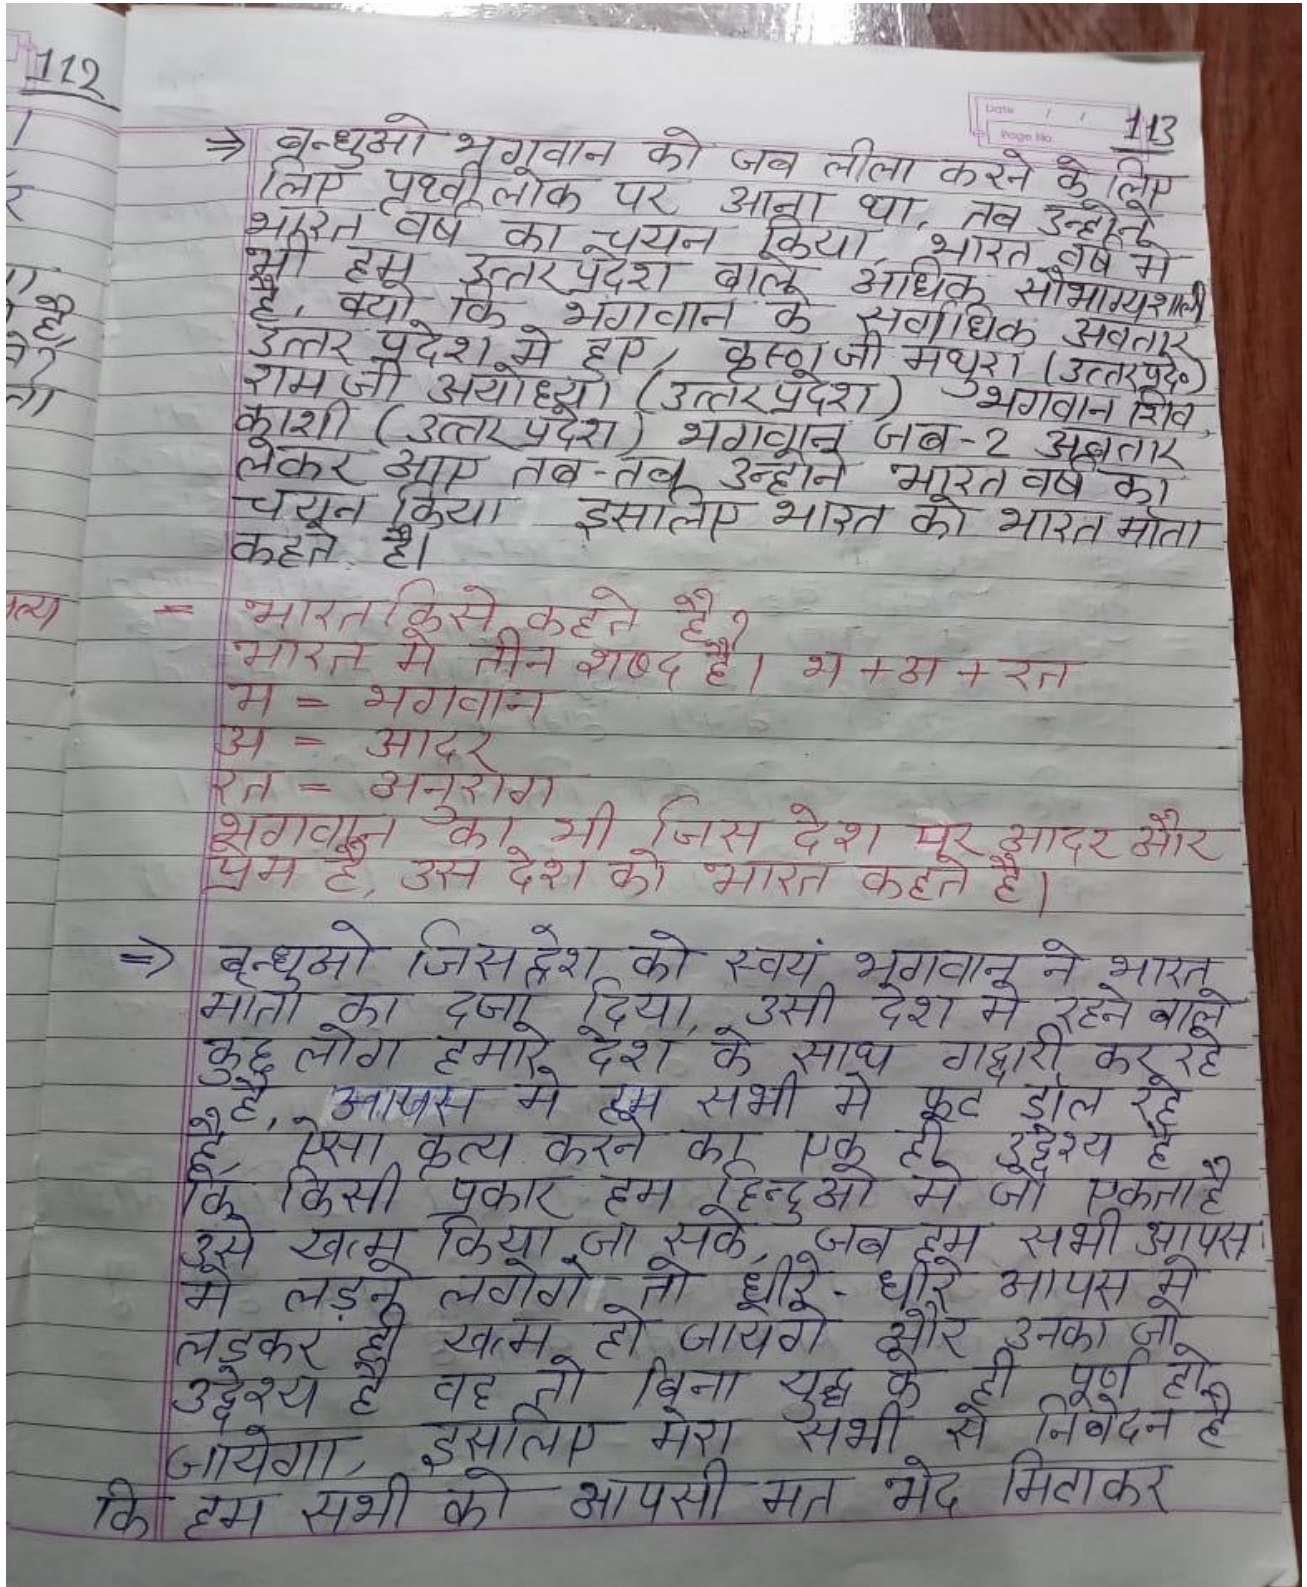 112
Date / /
Page No.
113
⇒ बन्धुओ भगवान को जब लीला करने के लिए
लिए पृथ्वी लोक पर आना था, तब उन्होने
भारत वर्ष का चयन किया, भारत वर्ष मे
भी हम उत्तर प्रदेश वाले अधिक सौभाग्यशाली
है, क्यो कि भगवान के सर्वाधिक अवतार
उत्तर प्रदेश मे हुए, कृष्ण जी मथुरा (उत्तरप्रदे०)
राम जी अयोध्या (उत्तर प्रदेश) भगवान शिव,
काशी (उत्तर प्रदेश) भगवान जब-2 अवतार
लेकर आए तब-तब उन्होने भारत वर्ष का
चयन किया इसलिए भारत को भारत माता
कहते है।
= भारत किसे कहते है?
भारत मे तीन शब्द है। भ + अ + रत
भ = भगवान
अ = आदर
रत = अनुराग
भगवान का भी जिस देश पर आदर और
प्रेम है, उस देश को भारत कहते है।
⇒ बन्धुओ जिस देश को स्वयं भगवान ने भारत
माता का दर्जा दिया, उसी देश मे रहने वाले
कुछ लोग हमारे देश के साथ गद्दारी कर रहे
है, आपस मे हम सभी मे फूट डाल रहे
है, ऐसा कृत्य करने का एक ही उद्देश्य है
कि किसी प्रकार हम हिन्दुओ मे जो एकता है
उसे खत्म किया जा सके, जब हम सभी आपस
मे लड़ने लगेगे तो धीरे-धीरे आपस मे
लड़कर ही खत्म हो जायेगे और उनका जो
उद्देश्य है वह तो बिना युद्ध के ही पूर्ण हो
जायेगा, इसलिए मेरा सभी से निवेदन है
कि हम सभी को आपसी मत भेद मिटाकर